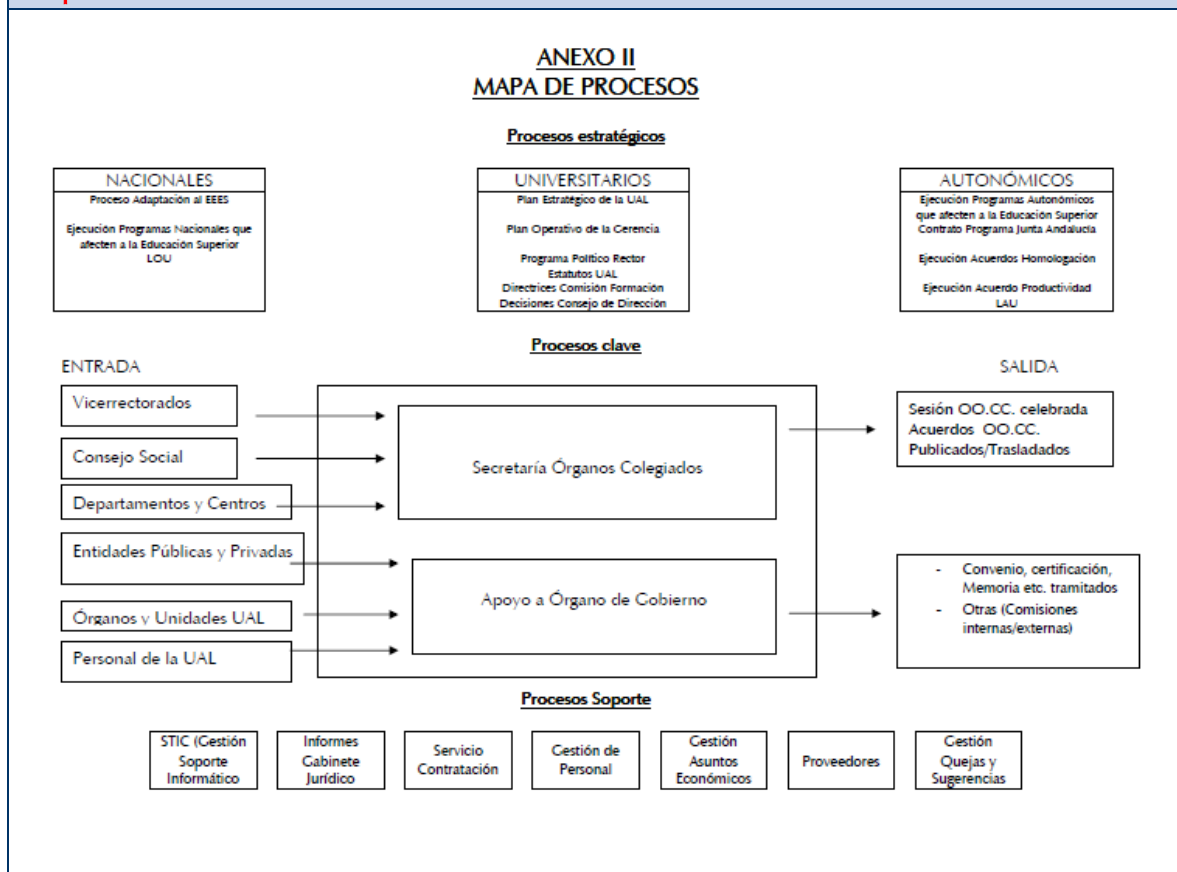 ANEXO II
MAPA DE PROCESOS
Procesos estratégicos
NACIONALES
Proceso Adaptación al EEES
Ejecución Programas Nacionales que
afecten a la Educación Superior
LOU
UNIVERSITARIOS
Plan Estratégico de la UAL
Plan Operativo de la Gerencia
Programa Político Rector
Estatutos UAL
Directrices Comisión Formación
Decisiones Consejo de Dirección
AUTONÓMICOS
Ejecución Programas Autonómicos
que afecten a la Educación Superior
Contrato Programa Junta Andalucía
Ejecución Acuerdos Homologación
Ejecución Acuerdo Productividad
LAU
Procesos clave
ENTRADA
Vicerrectorados
Consejo Social
Departamentos y Centros
Entidades Públicas y Privadas
Órganos y Unidades UAL
Personal de la UAL
Secretaría Órganos Colegiados
Apoyo a Órgano de Gobierno
SALIDA
Sesión OO.CC. celebrada
Acuerdos OO.CC.
Publicados/Trasladados
- Convenio, certificación,
Memoria etc. tramitados
- Otras (Comisiones
internas/externas)
Procesos Soporte
STIC (Gestión
Soporte
Informático
Informes
Gabinete
Jurídico
Servicio
Contratación
Gestión de
Personal
Gestión
Asuntos
Económicos
Proveedores
Gestión
Quejas y
Sugerencias